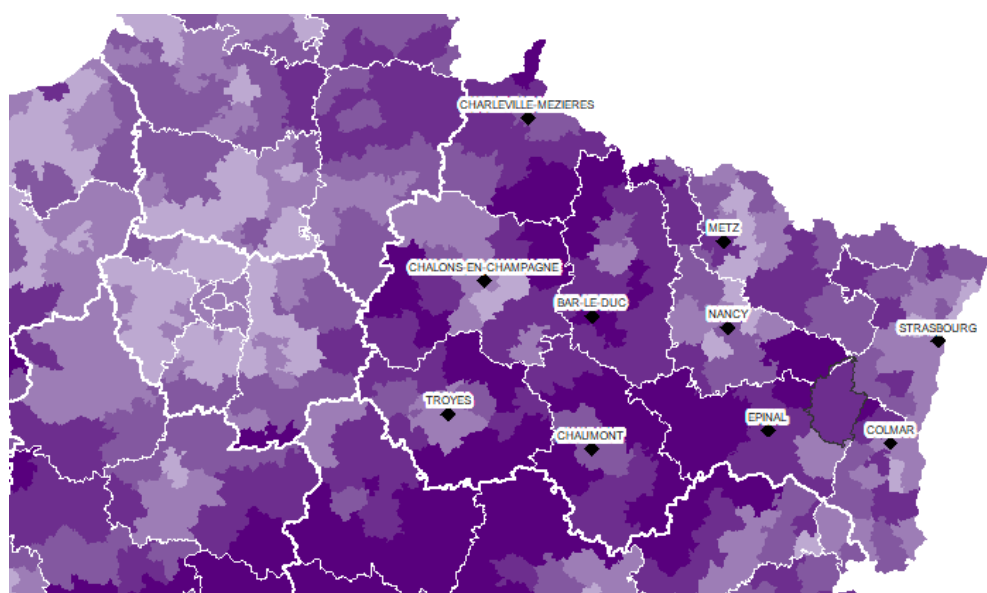 CHARLEVILLE-MEZIERES
METZ
CHALONS-EN-CHAMPAGNE
BAR-LE-DUC
NANCY
STRASBOURG
TROYES
EPINAL
CHAUMONT
COLMAR